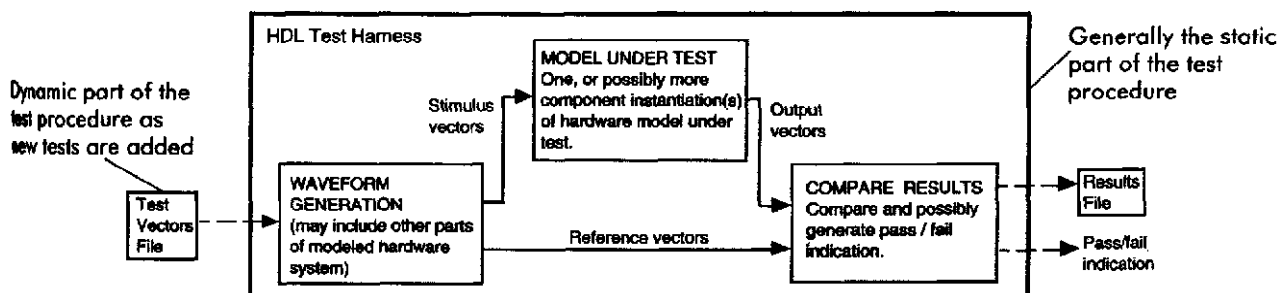 HDL Test Harness
Generally the static
part of the test
procedure
Dynamic part of the
test procedure as
new tests are added
MODEL UNDER TEST
One, or possibly more
component instantiation(s)
of hardware model under
test.
Stimulus
vectors
Output
vectors
Test
Vectors
File
WAVEFORM
GENERATION
(may include other parts
of modeled hardware
system)
Reference vectors
COMPARE RESULTS
Compare and possibly
generate pass / fail
indication.
Results
File
Pass/fail
indication